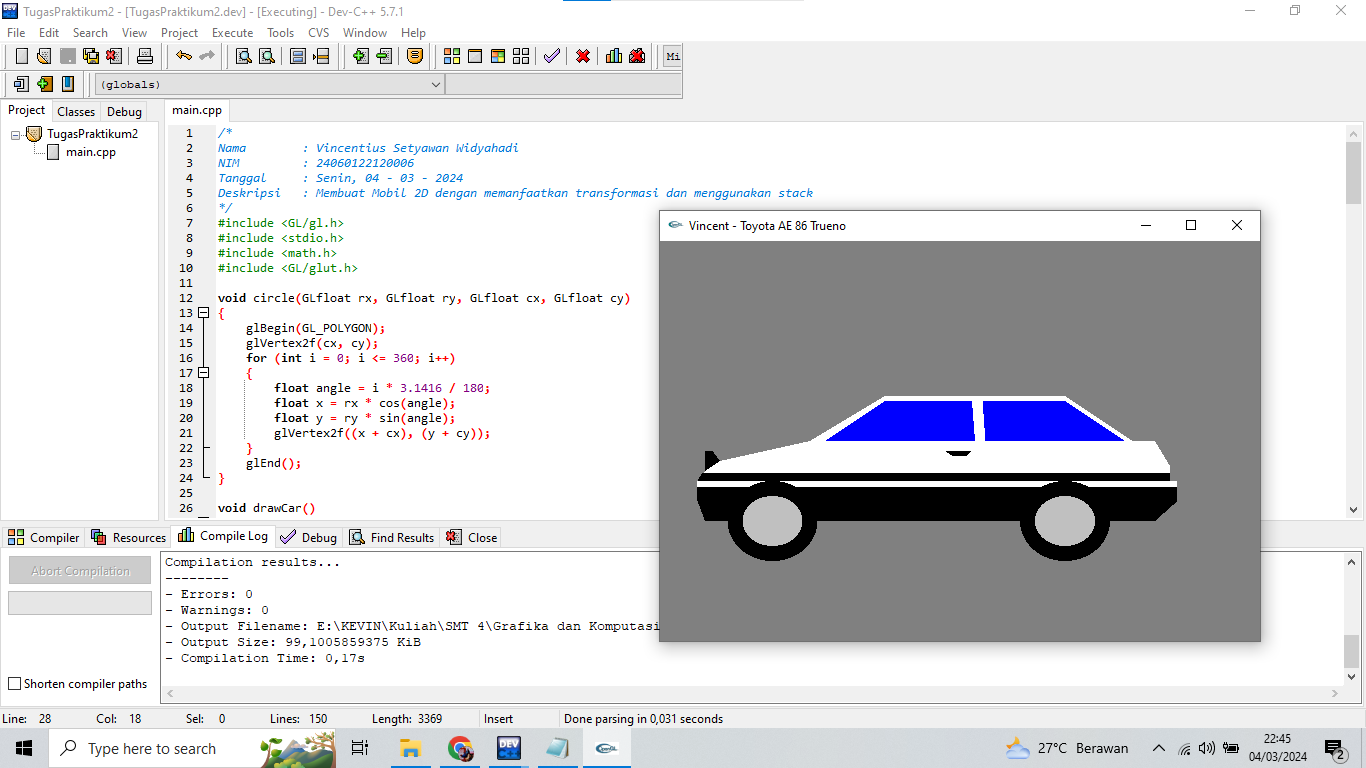 TugasPraktikum2 - [TugasPraktikum2.dev] - [Executing] - Dev-C++ 5.7.1
File Edit Search View Project Execute Tools CVS Window Help
Mi
(globals)
Project Classes Debug
main.cpp
TugasPraktikum2
main.cpp
1 /*
2 Nama : Vincentius Setyawan Widyahadi
3 NIM : 24060122120006
4 Tanggal : Senin, 04 - 03 - 2024
5 Deskripsi : Membuat Mobil 2D dengan memanfaatkan transformasi dan menggunakan stack
6 */
7 #include <GL/gl.h>
8 #include <stdio.h>
9 #include <math.h>
10 #include <GL/glut.h>
11
12 void circle(GLfloat rx, GLfloat ry, GLfloat cx, GLfloat cy)
13 {
14 glBegin(GL_POLYGON);
15 glVertex2f(cx, cy);
16 for (int i = 0; i <= 360; i++)
17 {
18 float angle = i * 3.1416 / 180;
19 float x = rx * cos(angle);
20 float y = ry * sin(angle);
21 glVertex2f((x + cx), (y + cy));
22 }
23 glEnd();
24 }
25
26 void drawCar()
Vincent - Toyota AE 86 Trueno
Compiler Resources Compile Log Debug Find Results Close
Abort Compilation
Shorten compiler paths
Compilation results...
--------
- Errors: 0
- Warnings: 0
- Output Filename: E:\KEVIN\Kuliah\SMT 4\Grafika dan Komputasi
- Output Size: 99,1005859375 KiB
- Compilation Time: 0,17s
Line: 28 Col: 18 Sel: 0 Lines: 150 Length: 3369 Insert Done parsing in 0,031 seconds
Type here to search
DEV
OpenGL
27°C Berawan
22:45
04/03/2024
2